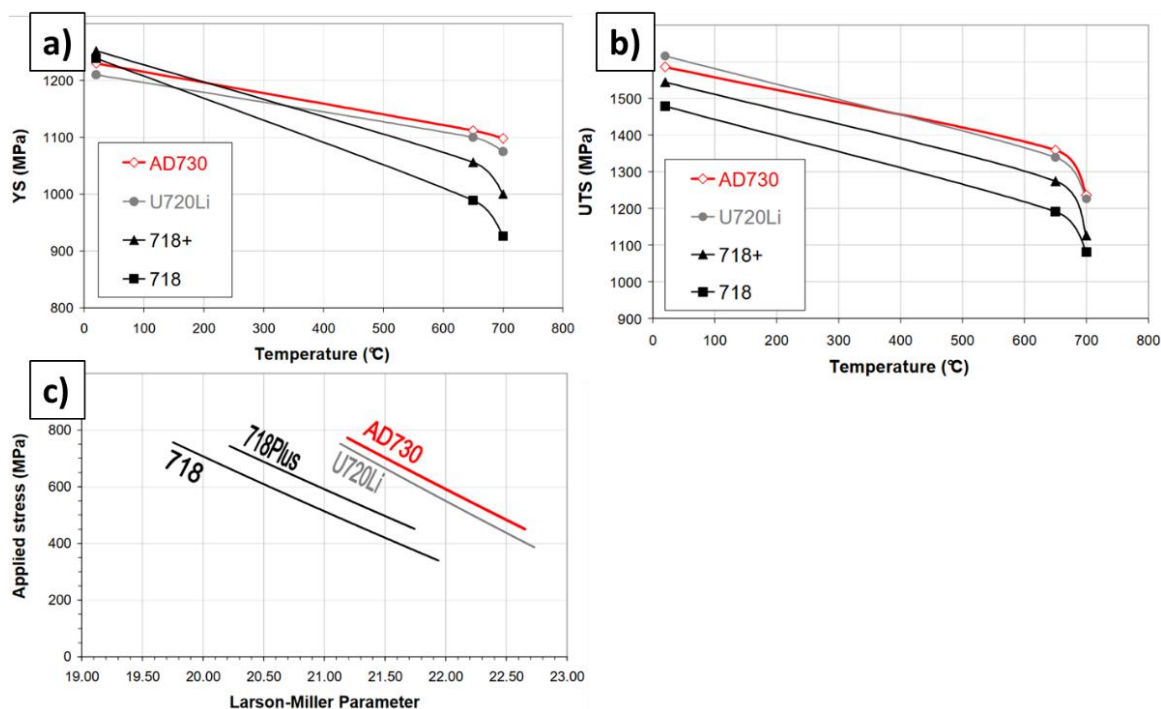 a)
YS (MPa)
1200
1100
1000
900
800
AD730
U720Li
718+
718
0 100 200 300 400 500 600 700 800
Temperature (°C)
b)
UTS (MPa)
1500
1400
1300
1200
1100
1000
900
AD730
U720Li
718+
718
0 100 200 300 400 500 600 700 800
Temperature (°C)
c)
Applied stress (MPa)
800
600
400
200
0
718
718Plus
AD730
U720Li
19.00 19.50 20.00 20.50 21.00 21.50 22.00 22.50 23.00
Larson-Miller Parameter